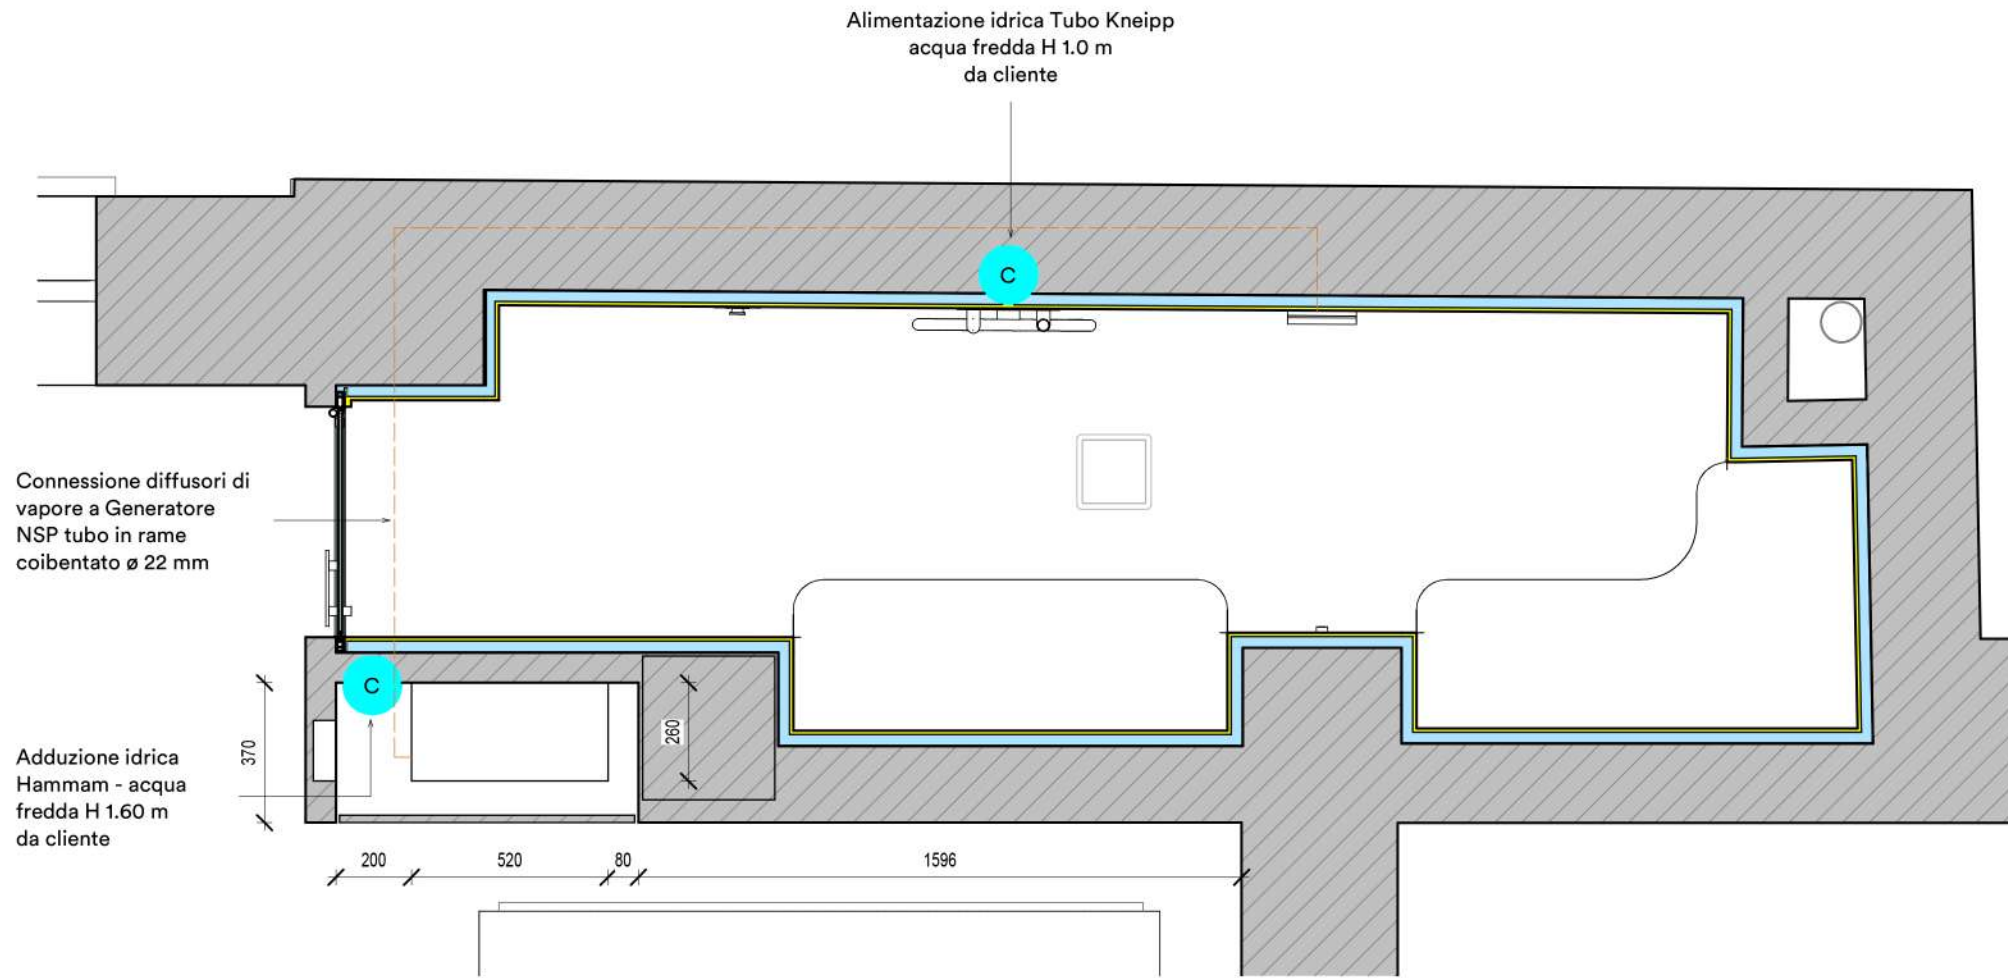 Alimentazione idrica Tubo Kneipp
acqua fredda H 1.0 m
da cliente
C
Connessione diffusori di
vapore a Generatore
NSP tubo in rame
coibentato ø 22 mm
C
370
260
Adduzione idrica
Hammam - acqua
fredda H 1.60 m
da cliente
200 520 80 1596